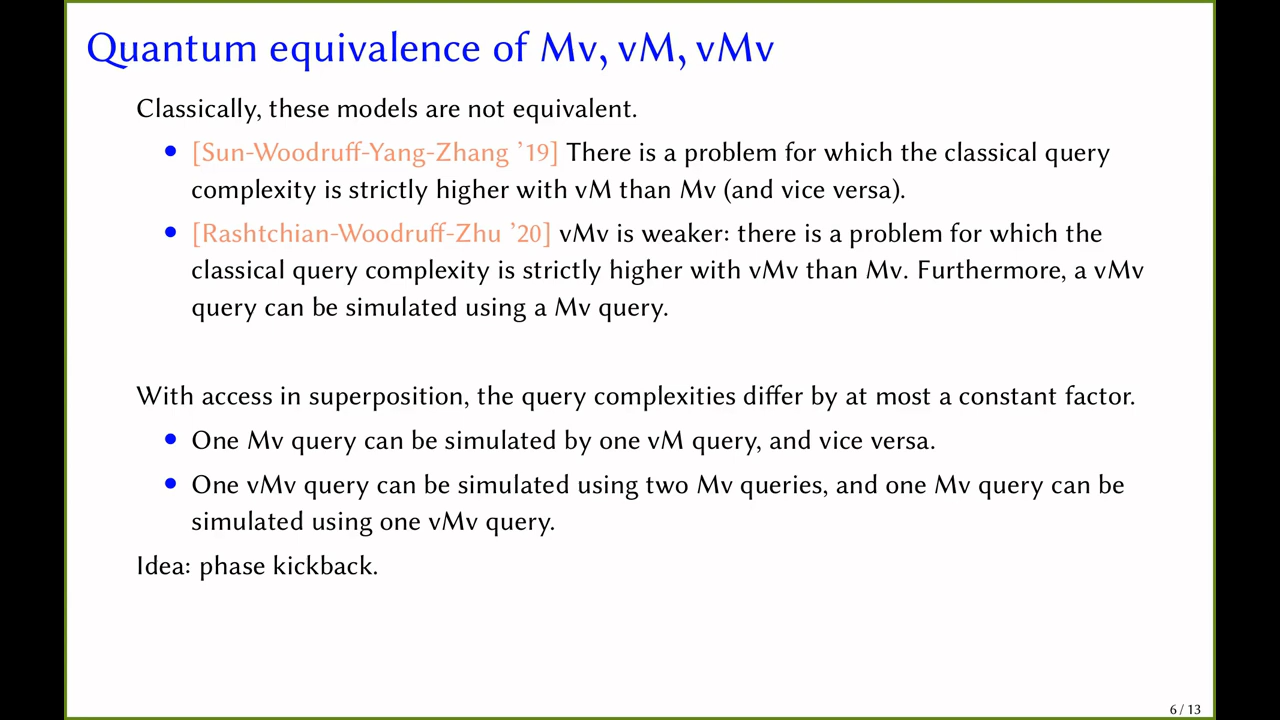 Quantum equivalence of Mv, vM, vMv
Classically, these models are not equivalent.
• [Sun-Woodruff-Yang-Zhang ’19] There is a problem for which the classical query
complexity is strictly higher with vM than Mv (and vice versa).
• [Rashtchian-Woodruff-Zhu ’20] vMv is weaker: there is a problem for which the
classical query complexity is strictly higher with vMv than Mv. Furthermore, a vMv
query can be simulated using a Mv query.
With access in superposition, the query complexities differ by at most a constant factor.
• One Mv query can be simulated by one vM query, and vice versa.
• One vMv query can be simulated using two Mv queries, and one Mv query can be
simulated using one vMv query.
Idea: phase kickback.
6 / 13